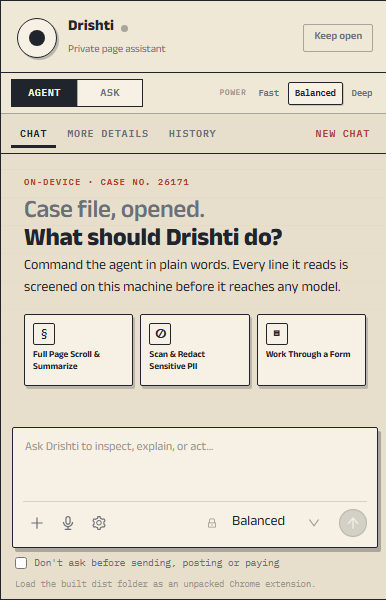 Drishti
Private page assistant
Keep open
AGENT ASK POWER Fast Balanced Deep
CHAT MORE DETAILS HISTORY NEW CHAT
ON-DEVICE · CASE NO. 26171
Case file, opened.
What should Drishti do?
Command the agent in plain words. Every line it reads is
screened on this machine before it reaches any model.
§
Full Page Scroll &
Summarize
Scan & Redact
Sensitive PII
Work Through a Form
Ask Drishti to inspect, explain, or act...
Balanced
Don't ask before sending, posting or paying
Load the built dist folder as an unpacked Chrome extension.